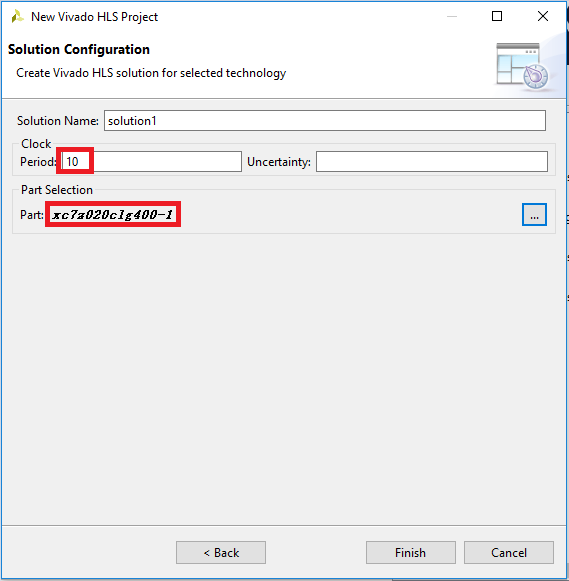 New Vivado HLS Project
Solution Configuration
Create Vivado HLS solution for selected technology
Solution Name: solution1
Clock
Period: 10 Uncertainty:
Part Selection
Part: xc7z020clg400-1 ...
< Back Finish Cancel